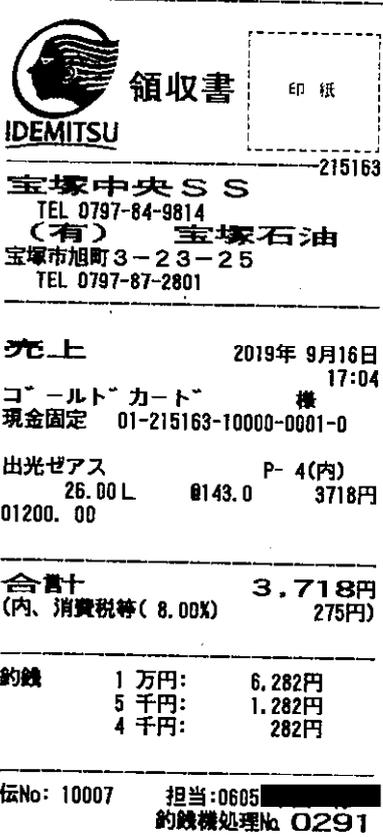 IDEMITSU
領収書
印 紙
215163
宝塚中央SS
TEL 0797-84-9814
(有) 宝塚石油
宝塚市旭町3-23-25
TEL 0797-87-2801
売上 2019年 9月16日
17:04
ゴールドカード 様
現金固定 01-215163-10000-0001-0
出光ゼアス P- 4(内)
26.00L @143.0 3718円
01200. 00
合計 3,718円
(内、消費税等( 8.00%) 275円)
釣銭 1 万円: 6,282円
5 千円: 1,282円
4 千円: 282円
伝No: 10007 担当:0605
釣銭機処理No 0291